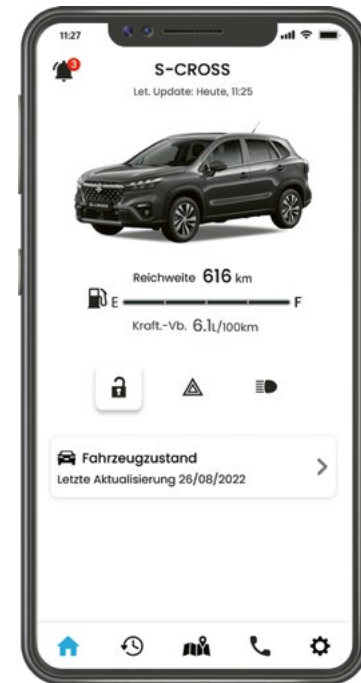 11:27
3
S-CROSS
Let. Update: Heute, 11:25
S-CROSS
Reichweite 616 km
E F
Kraft.-Vb. 6.1L/100km
Fahrzeugzustand
Letzte Aktualisierung 26/08/2022